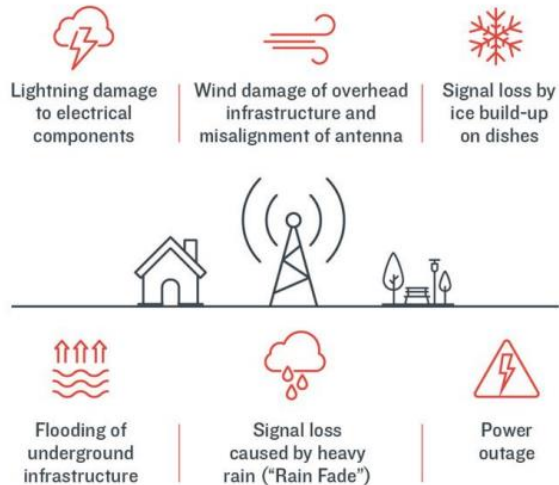 Lightning damage
to electrical
components
Wind damage of overhead
infrastructure and
misalignment of antenna
Signal loss by
ice build-up
on dishes
Flooding of
underground
infrastructure
Signal loss
caused by heavy
rain (“Rain Fade”)
Power
outage